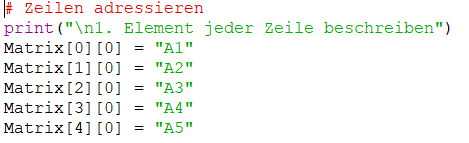 # Zeilen adressieren
print("\n1. Element jeder Zeile beschreiben")
Matrix[0][0] = "A1"
Matrix[1][0] = "A2"
Matrix[2][0] = "A3"
Matrix[3][0] = "A4"
Matrix[4][0] = "A5"